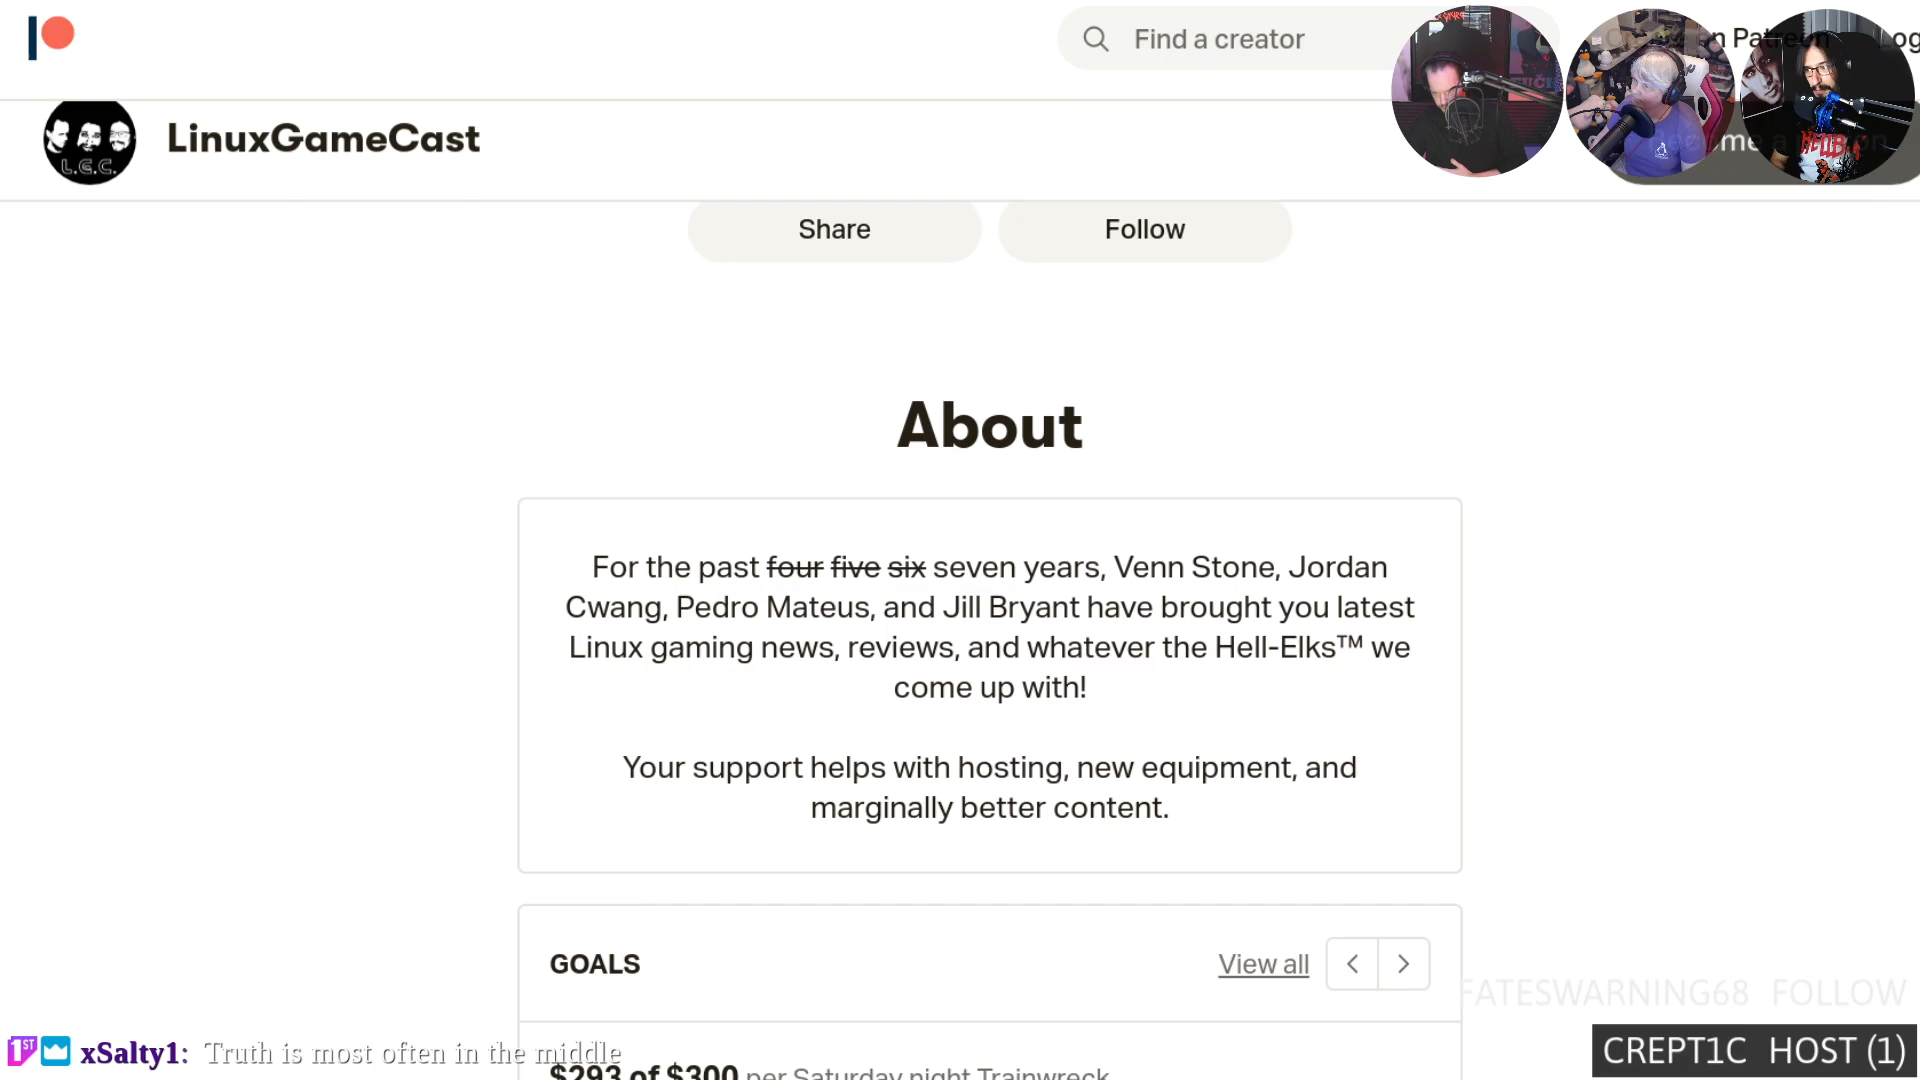 Find a creator
n Patreon
Log
LinuxGameCast
L.G.C.
Share
Follow
About
For the past four five six seven years, Venn Stone, Jordan
Cwang, Pedro Mateus, and Jill Bryant have brought you latest
Linux gaming news, reviews, and whatever the Hell-Elks™ we
come up with!
Your support helps with hosting, new equipment, and
marginally better content.
GOALS
View all
FATESWARNING68 FOLLOW
1ST xSalty1: Truth is most often in the middle
CREPT1C HOST (1)
$293 of $300 per Saturday night Trainwreck